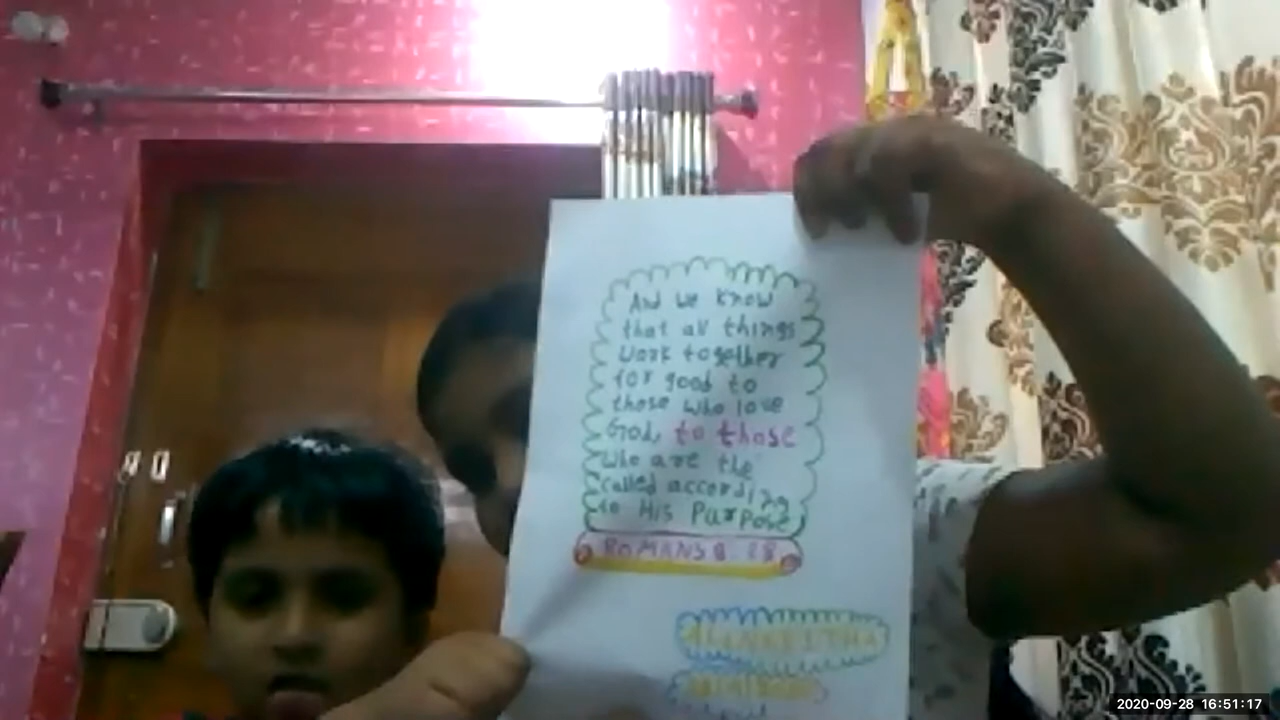 And we know
that all things
work together
for good to
those who love
God, to those
who are the
called according
to His Purpose
ROMANS 8 28
2020-09-28 16:51:17